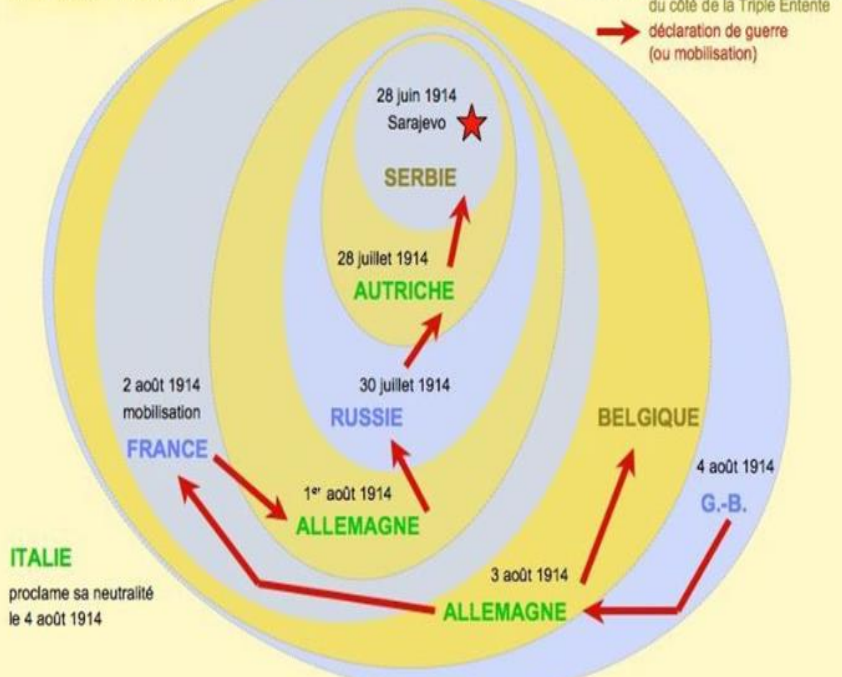 du côté de la Triple Entente
déclaration de guerre
(ou mobilisation)
28 juin 1914
Sarajevo
SERBIE
28 juillet 1914
AUTRICHE
30 juillet 1914
RUSSIE
2 août 1914
mobilisation
FRANCE
BELGIQUE
4 août 1914
G.-B.
1er août 1914
ALLEMAGNE
3 août 1914
ALLEMAGNE
ITALIE
proclame sa neutralité
le 4 août 1914